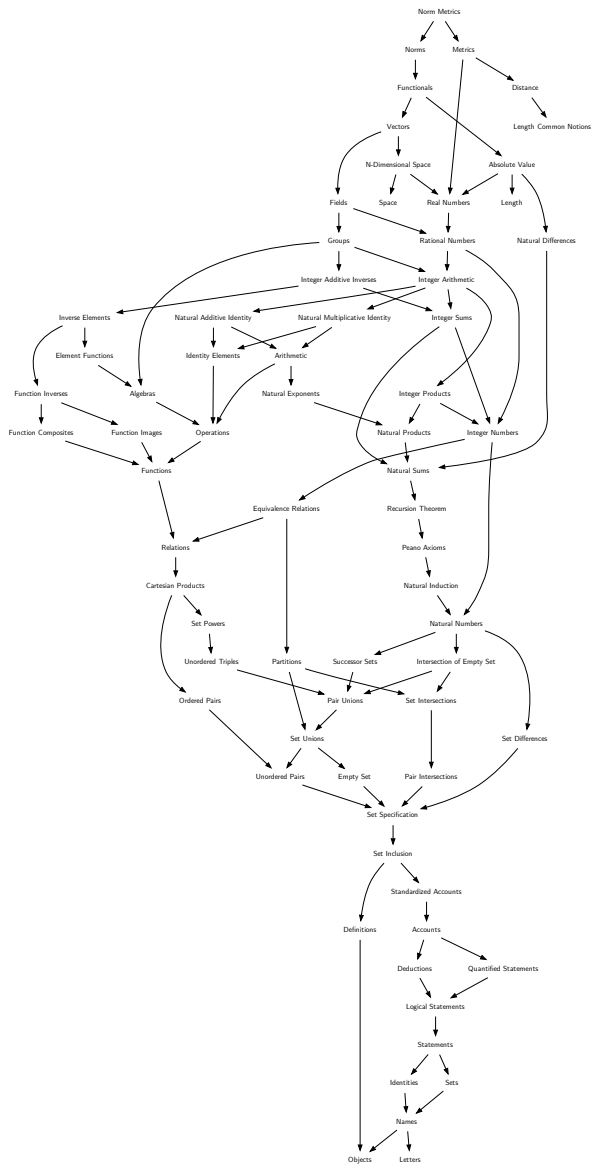 Norm Metrics
Norms
Metrics
Functionals
Distance
Vectors
Length Common Notions
N-Dimensional Space
Absolute Value
Fields
Space
Real Numbers
Length
Groups
Rational Numbers
Natural Differences
Integer Additive Inverses
Integer Arithmetic
Inverse Elements
Natural Additive Identity
Natural Multiplicative Identity
Integer Sums
Element Functions
Identity Elements
Arithmetic
Function Inverses
Algebras
Natural Exponents
Integer Products
Function Composites
Function Images
Operations
Natural Products
Integer Numbers
Functions
Natural Sums
Equivalence Relations
Recursion Theorem
Relations
Peano Axioms
Cartesian Products
Natural Induction
Set Powers
Natural Numbers
Unordered Triples
Partitions
Successor Sets
Intersection of Empty Set
Ordered Pairs
Pair Unions
Set Intersections
Set Unions
Set Differences
Unordered Pairs
Empty Set
Pair Intersections
Set Specification
Set Inclusion
Standardized Accounts
Definitions
Accounts
Deductions
Quantified Statements
Logical Statements
Statements
Identities
Sets
Names
Objects
Letters